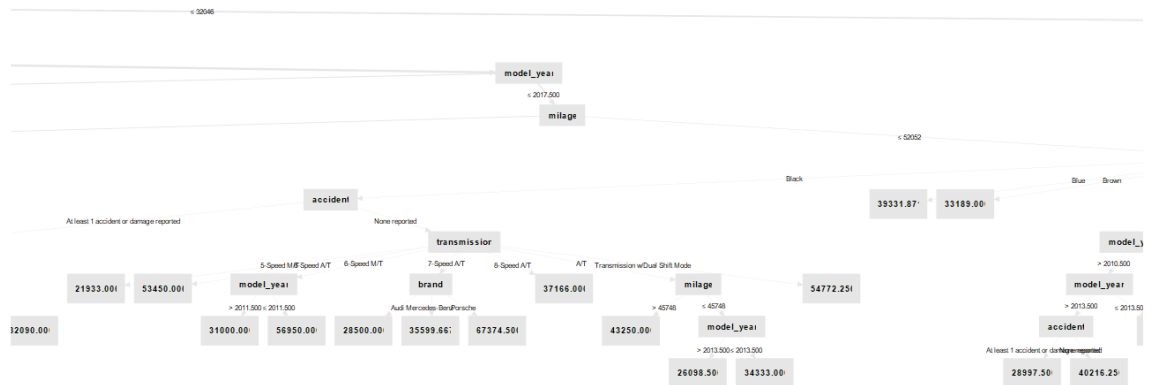 ≤ 32046
model_year
≤ 2017.500
milage
≤ 52052
Black
Blue Brown
accident
39331.87 33189.00
At least 1 accident or damage reported None reported
transmission
model_y
5-Speed M/T 6-Speed M/T 7-Speed A/T 8-Speed A/T A/T Transmission w/Dual Shift Mode
> 2010.500
21933.00 53450.00 model_year brand 37166.00 milage 54772.25 model_year
> 2011.500 ≤ 2011.500 Audi Mercedes-Benz Porsche > 45748 ≤ 45748 > 2013.500 ≤ 2013.50
32090.00 31000.00 56950.00 28500.00 35599.66 67374.50 43250.00 model_year accident
> 2013.500 ≤ 2013.500 At least 1 accident or damage reported None reported
26098.50 34333.00 28997.50 40216.25